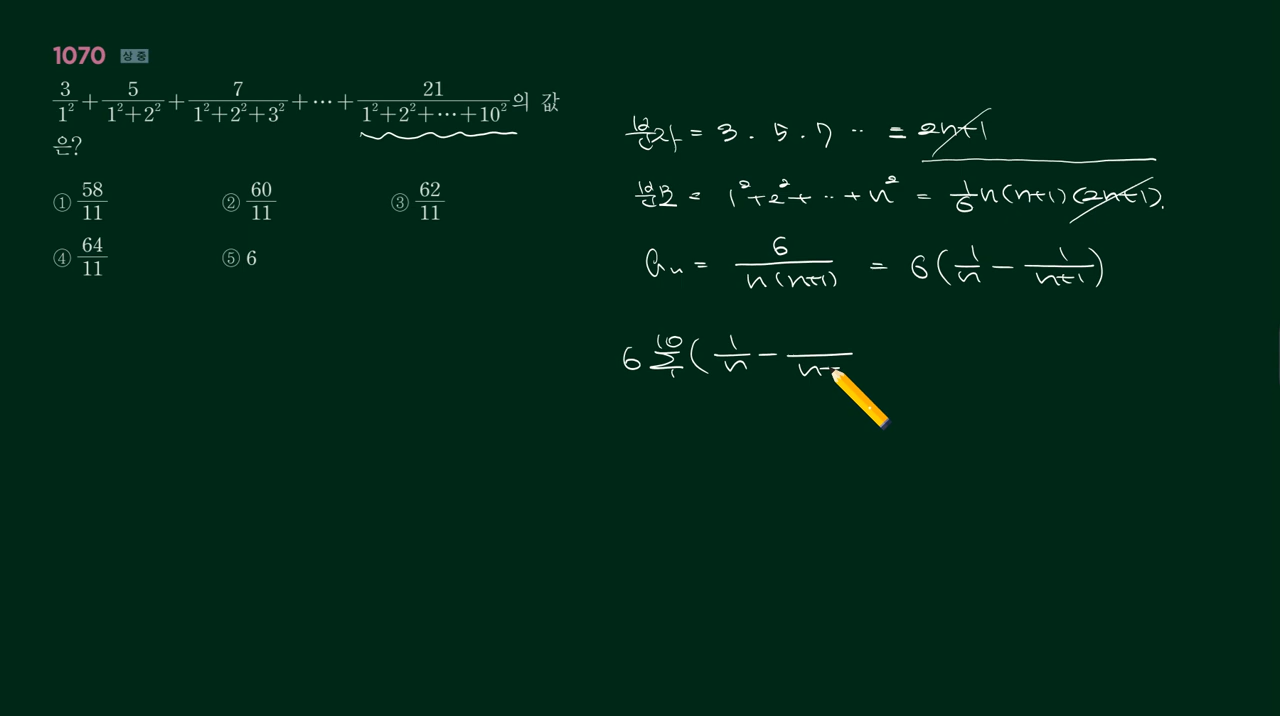 1070 상 중
3/1² + 5/(1²+2²) + 7/(1²+2²+3²) + ⋯ + 21/(1²+2²+⋯+10²) 의 값
은?
① 58/11 ② 60/11 ③ 62/11
④ 64/11 ⑤ 6
분자 = 3 . 5 . 7 ‥ = 2n+1
분모 = 1²+2²+ ‥ +n² = 1/6 n(n+1)(2n+1).
aₙ = 6/(n(n+1)) = 6(1/n − 1/(n+1))
6 Σ 10 1 ( 1/n − /n+